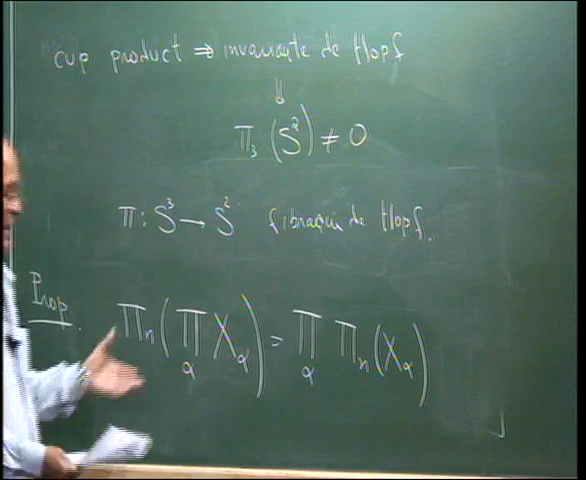 cup product ⇒ invariante de Hopf
⇓
π₃(S²) ≠ 0
π: S³ → S² fibração de Hopf.
Prop. πₙ(∏_α X_α) = ∏_α πₙ(X_α)